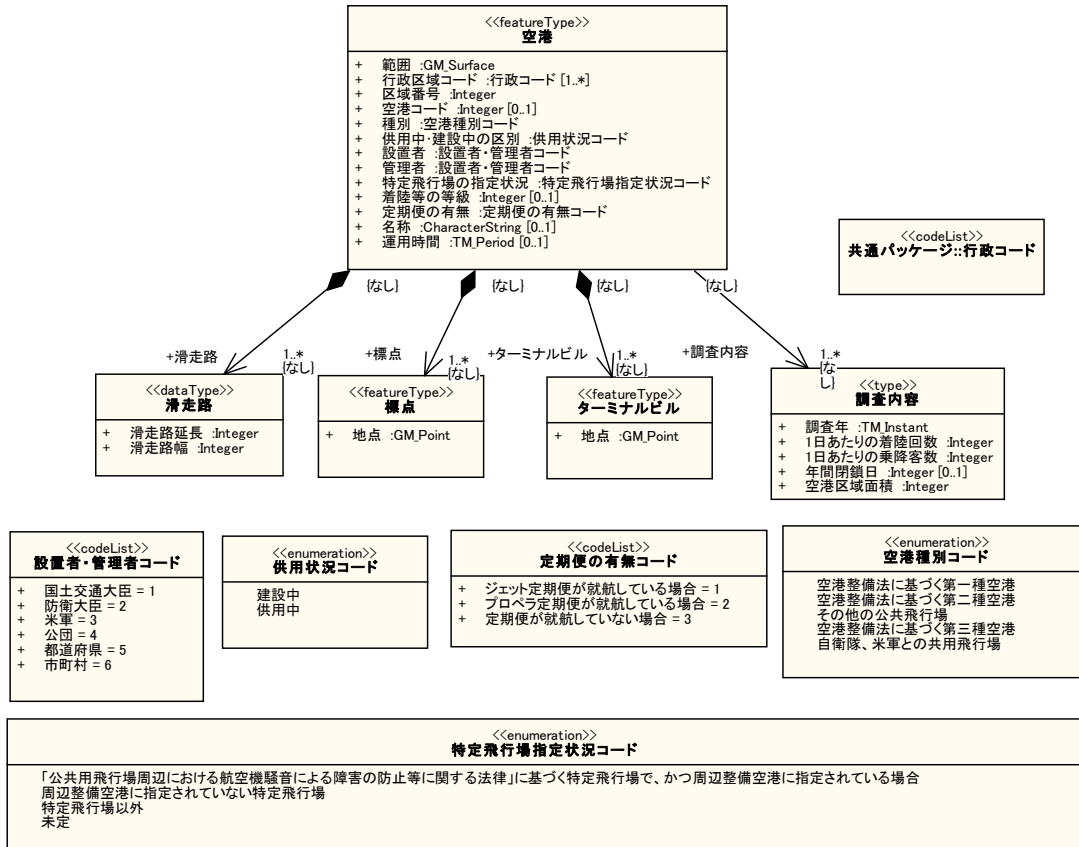 <<featureType>>
空港
+ 範囲 :GM_Surface
+ 行政区域コード :行政コード [1..*]
+ 区域番号 :Integer
+ 空港コード :Integer [0..1]
+ 種別 :空港種別コード
+ 供用中・建設中の区別 :供用状況コード
+ 設置者 :設置者・管理者コード
+ 管理者 :設置者・管理者コード
+ 特定飛行場の指定状況 :特定飛行場指定状況コード
+ 着陸等の等級 :Integer [0..1]
+ 定期便の有無 :定期便の有無コード
+ 名称 :CharacterString [0..1]
+ 運用時間 :TM_Period [0..1]
<<codeList>>
共通パッケージ::行政コード
{なし}
{なし}
{なし}
{なし}
+滑走路
1..*
{なし}
+標点
1..*
{なし}
+ターミナルビル
1..*
{なし}
+調査内容
1..*
{な
し}
<<dataType>>
滑走路
+ 滑走路延長 :Integer
+ 滑走路幅 :Integer
<<featureType>>
標点
+ 地点 :GM_Point
<<featureType>>
ターミナルビル
+ 地点 :GM_Point
<<type>>
調査内容
+ 調査年 :TM_Instant
+ 1日あたりの着陸回数 :Integer
+ 1日あたりの乗降客数 :Integer
+ 年間閉鎖日 :Integer [0..1]
+ 空港区域面積 :Integer
<<codeList>>
設置者・管理者コード
+ 国土交通大臣 = 1
+ 防衛大臣 = 2
+ 米軍 = 3
+ 公団 = 4
+ 都道府県 = 5
+ 市町村 = 6
<<enumeration>>
供用状況コード
建設中
供用中
<<codeList>>
定期便の有無コード
+ ジェット定期便が就航している場合 = 1
+ プロペラ定期便が就航している場合 = 2
+ 定期便が就航していない場合 = 3
<<enumeration>>
空港種別コード
空港整備法に基づく第一種空港
空港整備法に基づく第二種空港
その他の公共飛行場
空港整備法に基づく第三種空港
自衛隊、米軍との共用飛行場
<<enumeration>>
特定飛行場指定状況コード
「公共用飛行場周辺における航空機騒音による障害の防止等に関する法律」に基づく特定飛行場で、かつ周辺整備空港に指定されている場合
周辺整備空港に指定されていない特定飛行場
特定飛行場以外
未定